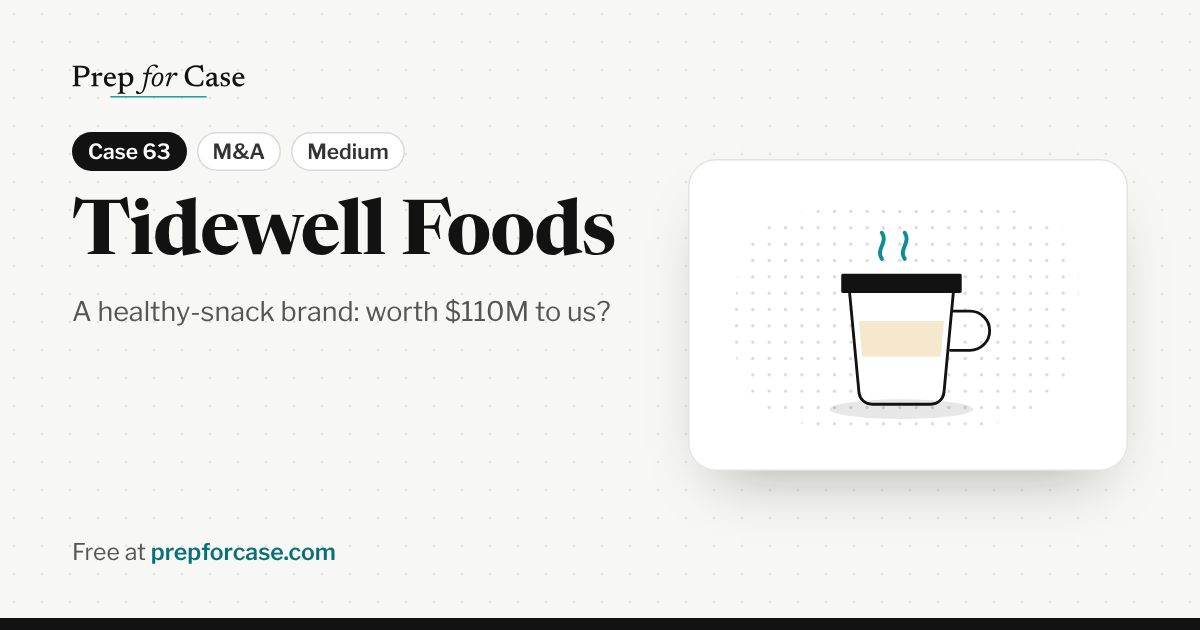 Prep for Case
Case 63 M&A Medium
Tidewell Foods
A healthy-snack brand: worth $110M to us?
Free at prepforcase.com